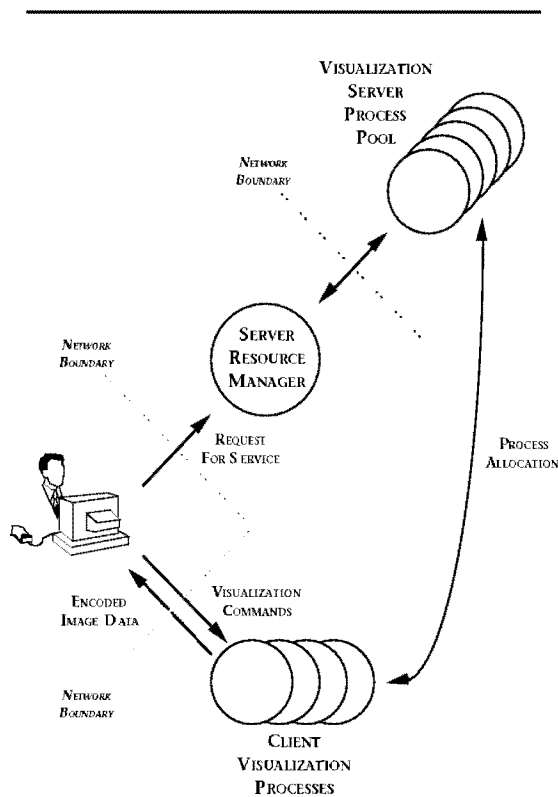 VISUALIZATION
SERVER
PROCESS
POOL
NETWORK
BOUNDARY
SERVER
RESOURCE
MANAGER
NETWORK
BOUNDARY
REQUEST
FOR SERVICE
PROCESS
ALLOCATION
ENCODED
IMAGE DATA
VISUALIZATION
COMMANDS
NETWORK
BOUNDARY
CLIENT
VISUALIZATION
PROCESSES